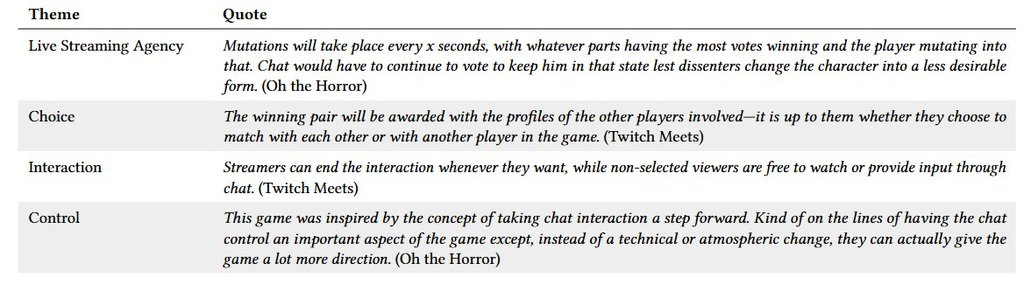 Theme Quote
Live Streaming Agency Mutations will take place every x seconds, with whatever parts having the most votes winning and the player mutating into
that. Chat would have to continue to vote to keep him in that state lest dissenters change the character into a less desirable
form. (Oh the Horror)
Choice The winning pair will be awarded with the profiles of the other players involved—it is up to them whether they choose to
match with each other or with another player in the game. (Twitch Meets)
Interaction Streamers can end the interaction whenever they want, while non-selected viewers are free to watch or provide input through
chat. (Twitch Meets)
Control This game was inspired by the concept of taking chat interaction a step forward. Kind of on the lines of having the chat
control an important aspect of the game except, instead of a technical or atmospheric change, they can actually give the
game a lot more direction. (Oh the Horror)